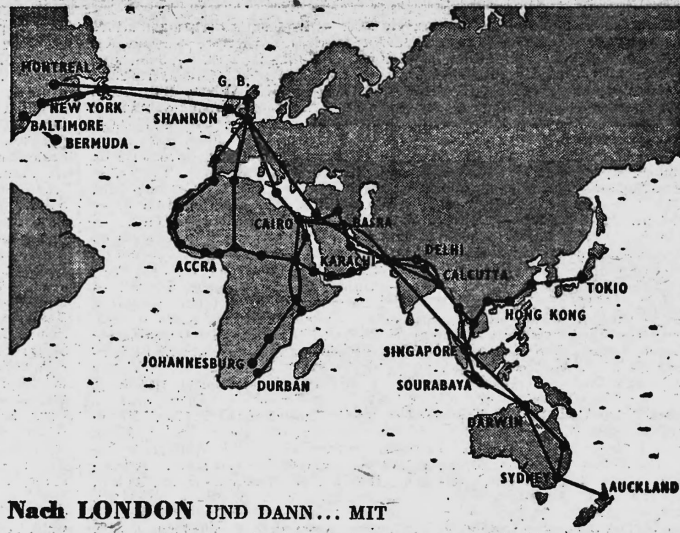 MONTREAL
G. B.
NEW YORK
SHANNON
BALTIMORE
BERMUDA
CAIRO
BASRA
DELHI
ACCRA
KARACHI
CALCUTTA
TOKIO
HONG KONG
SINGAPORE
JOHANNESBURG
DURBAN
SOURABAYA
DARWIN
SYDNEY
AUCKLAND
Nach LONDON UND DANN... MIT